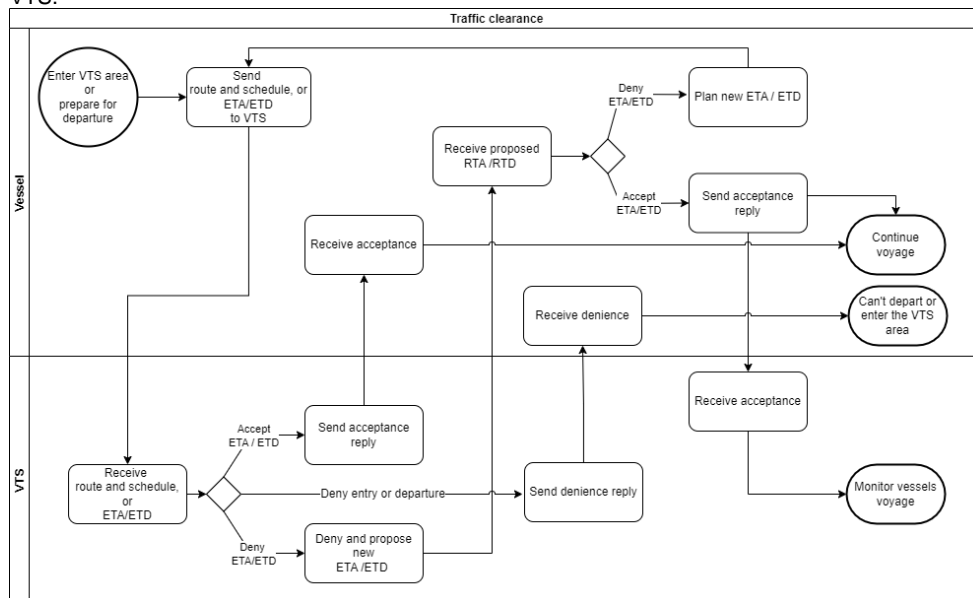 VTS.
Traffic clearance
Vessel
Enter VTS area
or
prepare for
departure
Send
route and schedule, or
ETA/ETD
to VTS
Deny
ETA/ETD
Plan new ETA / ETD
Receive proposed
RTA /RTD
Accept
ETA/ETD
Send acceptance
reply
Receive acceptance
Continue
voyage
Receive denience
Can't depart or
enter the VTS
area
VTS
Receive acceptance
Accept
ETA / ETD
Send acceptance
reply
Receive
route and schedule,
or
ETA/ETD
Deny entry or departure
Send denience reply
Monitor vessels
voyage
Deny
ETA/ETD
Deny and propose
new
ETA /ETD